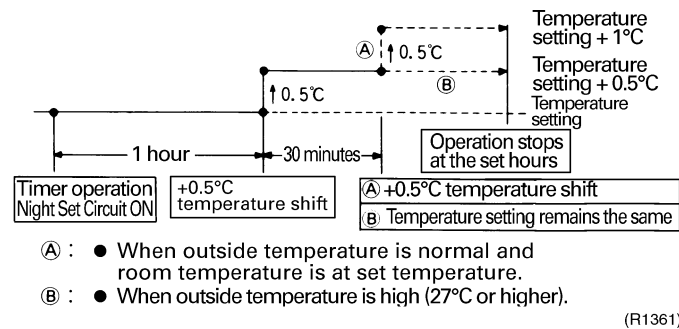 Temperature
setting + 1°C
Ⓐ ↑ 0. 5℃
Temperature
setting + 0.5°C
Ⓑ
↑ 0. 5℃
Temperature
setting
1 hour
30 minutes
Operation stops
at the set hours
Timer operation
Night Set Circuit ON
+0.5°C
temperature shift
Ⓐ +0.5°C temperature shift
Ⓑ Temperature setting remains the same
Ⓐ : ● When outside temperature is normal and
room temperature is at set temperature.
Ⓑ : ● When outside temperature is high (27°C or higher).
(R1361)